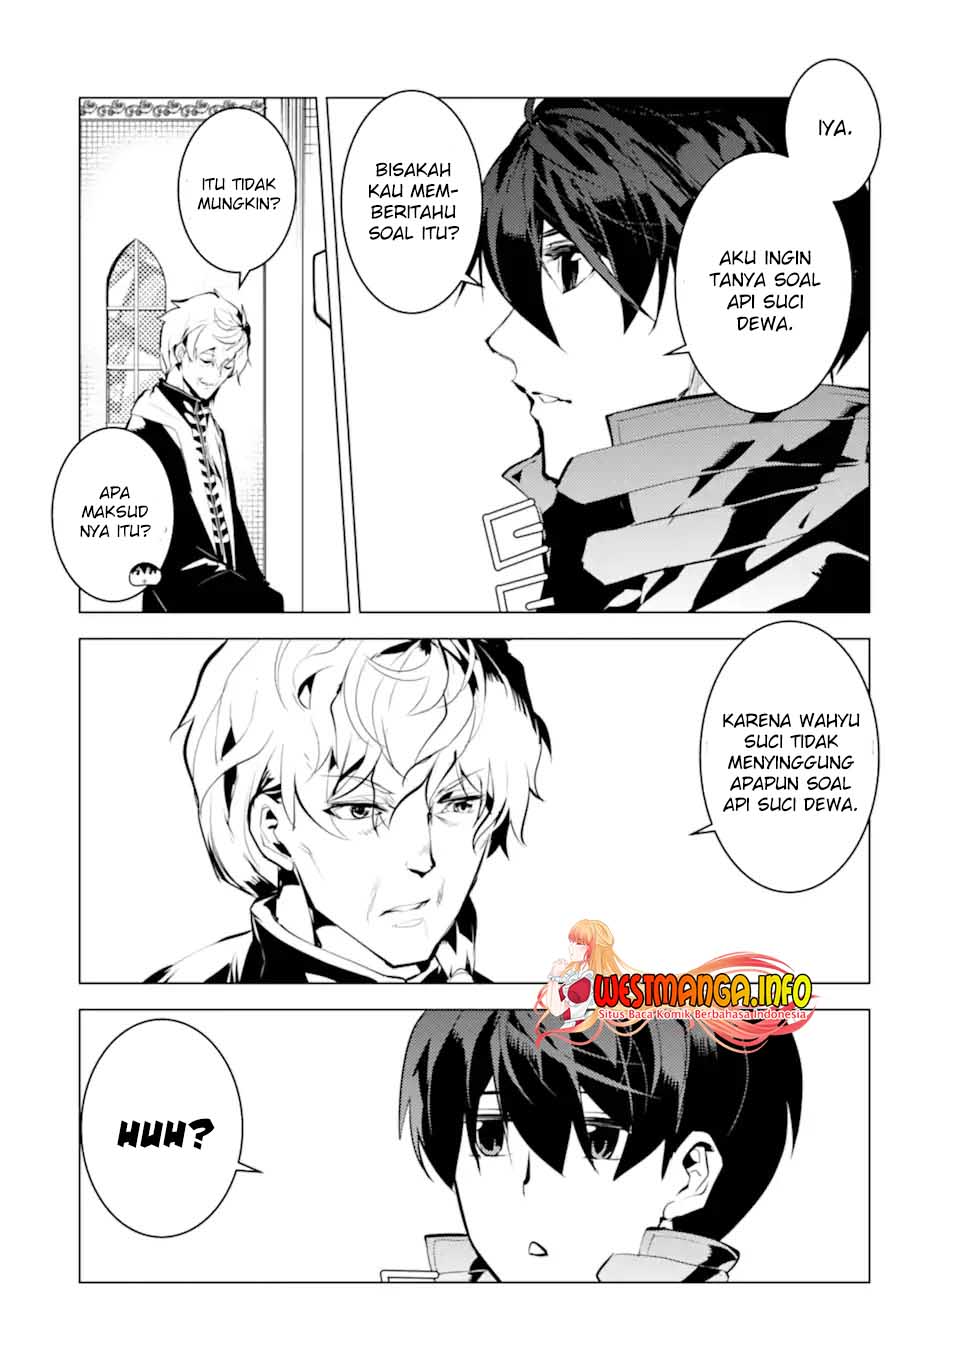 IYA.
AKU INGIN
TANYA SOAL
API SUCI
DEWA.
BISAKAH
KAU MEM-
BERITAHU
SOAL ITU?
ITU TIDAK
MUNGKIN?
APA
MAKSUD
NYA ITU?
KARENA WAHYU
SUCI TIDAK
MENYINGGUNG
APAPUN SOAL
API SUCI DEWA.
WESTMANGA.INFO
Situs Baca Komik Berbahasa Indonesia
HUH?